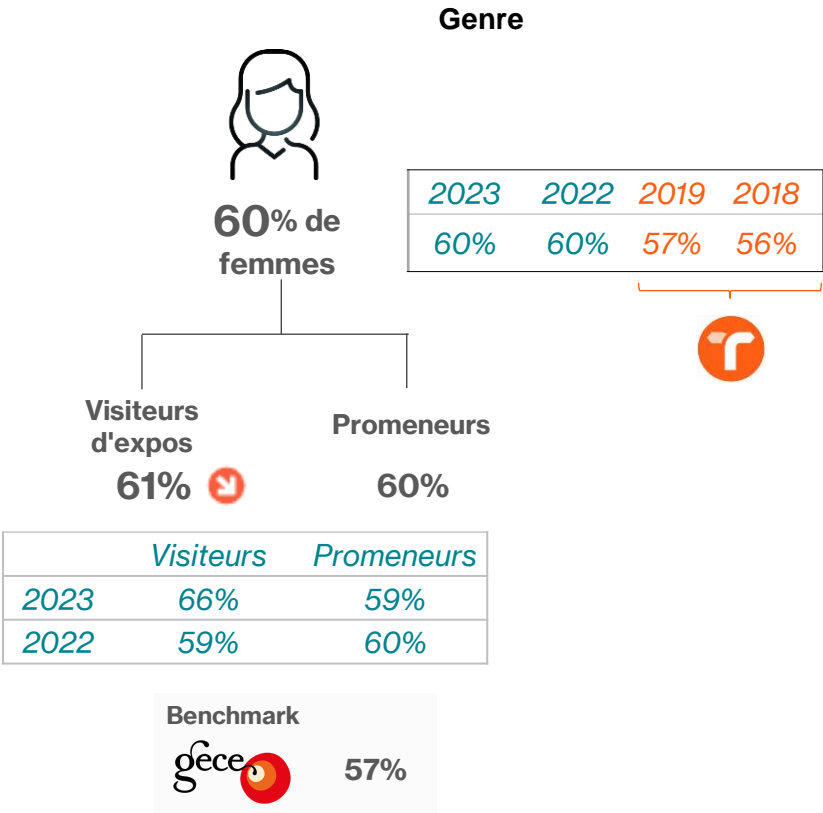 Genre
60% de
femmes
2023 2022 2019 2018
60% 60% 57% 56%
Visiteurs
d'expos
61%
Promeneurs
60%
Visiteurs Promeneurs
2023 66% 59%
2022 59% 60%
Benchmark
gece
57%